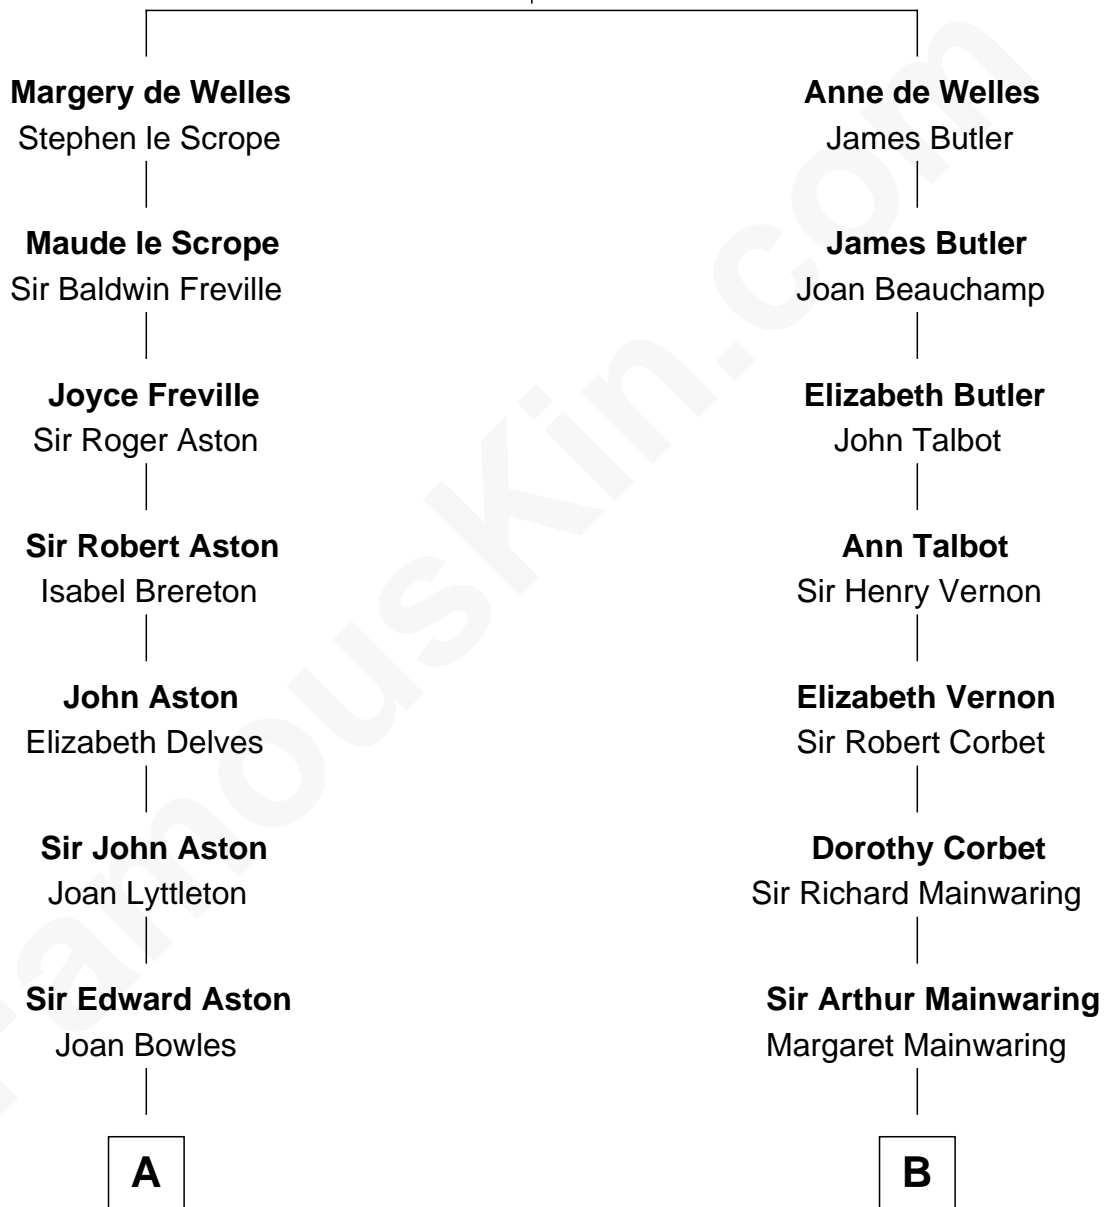 Margery de Welles
Stephen le Scrope
Maude le Scrope
Sir Baldwin Freville
Joyce Freville
Sir Roger Aston
Sir Robert Aston
Isabel Brereton
John Aston
Elizabeth Delves
Sir John Aston
Joan Lyttleton
Sir Edward Aston
Joan Bowles
A
Anne de Welles
James Butler
James Butler
Joan Beauchamp
Elizabeth Butler
John Talbot
Ann Talbot
Sir Henry Vernon
Elizabeth Vernon
Sir Robert Corbet
Dorothy Corbet
Sir Richard Mainwaring
Sir Arthur Mainwaring
Margaret Mainwaring
B
FamousKin.com